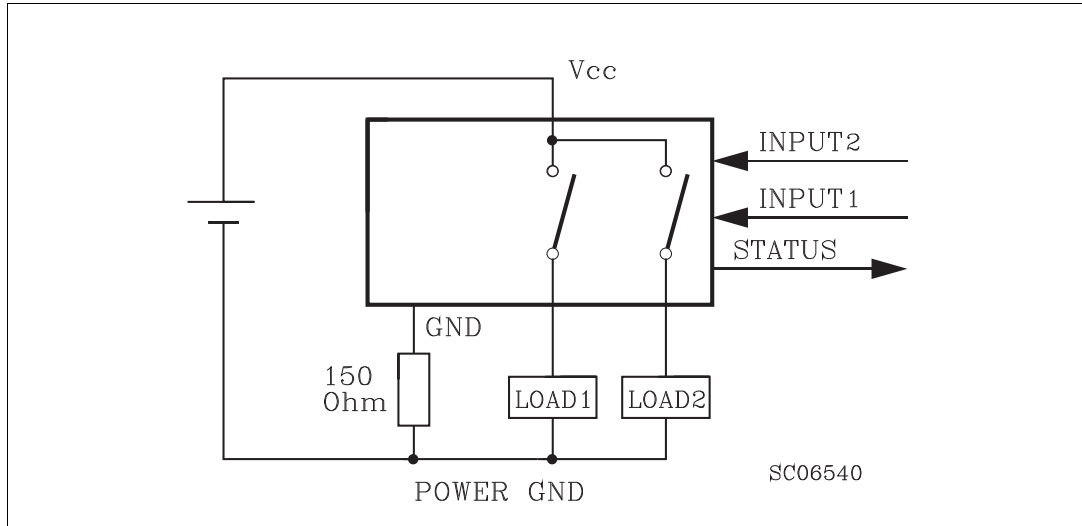 Vcc
INPUT2
INPUT1
STATUS
GND
150
Ohm
LOAD1
LOAD2
POWER GND
SC06540